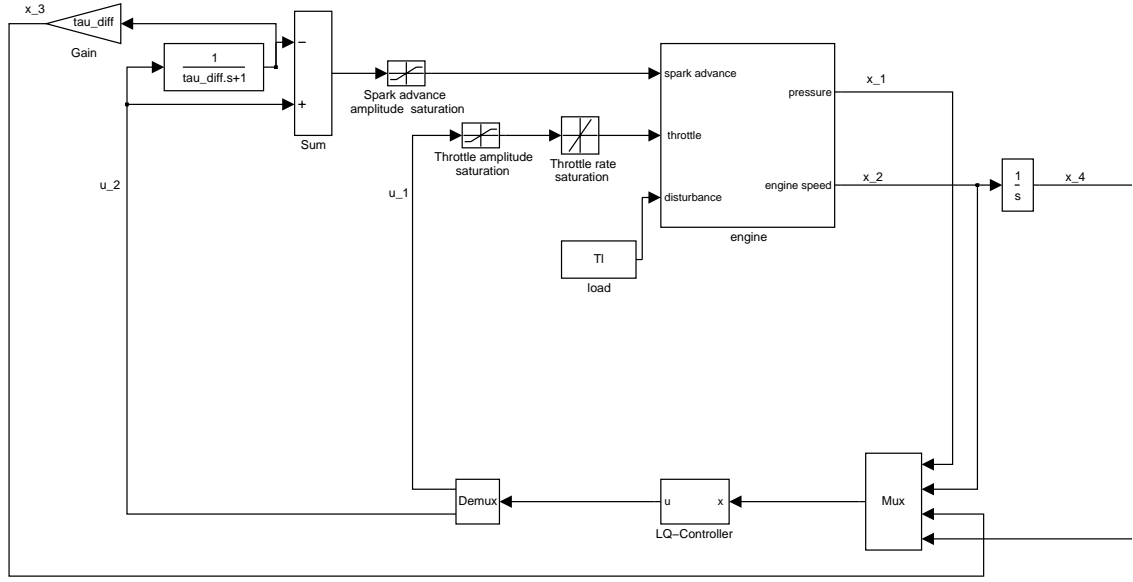 x_3
tau_diff
Gain
1
tau_diff.s+1
−
+
Sum
Spark advance
amplitude saturation
Throttle amplitude
saturation
Throttle rate
saturation
u_2
u_1
spark advance
throttle
disturbance
pressure
engine speed
engine
Tl
load
x_1
x_2
1
s
x_4
Demux
u
x
LQ−Controller
Mux